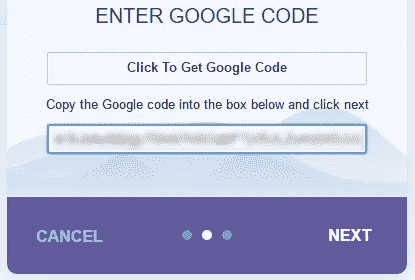 ENTER GOOGLE CODE
Click To Get Google Code
Copy the Google code into the box below and click next
CANCEL
NEXT